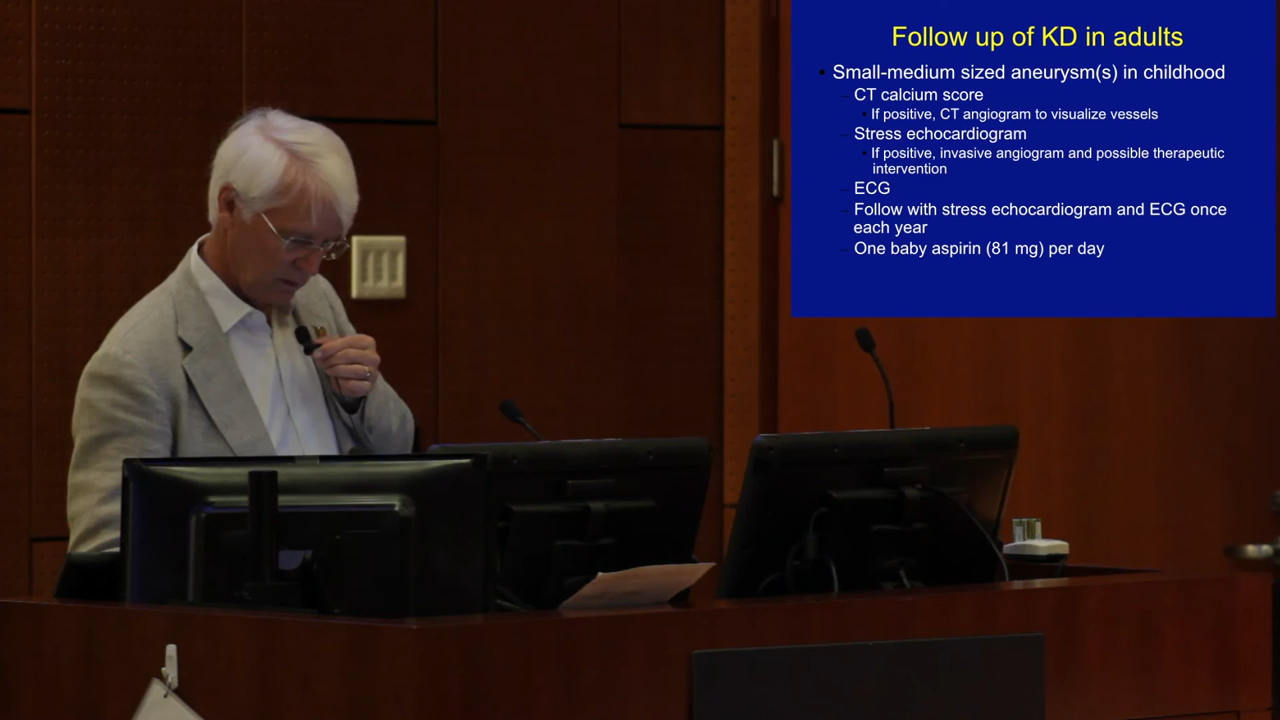 Follow up of KD in adults
• Small-medium sized aneurysm(s) in childhood
– CT calcium score
• If positive, CT angiogram to visualize vessels
– Stress echocardiogram
• If positive, invasive angiogram and possible therapeutic
intervention
– ECG
– Follow with stress echocardiogram and ECG once
each year
– One baby aspirin (81 mg) per day